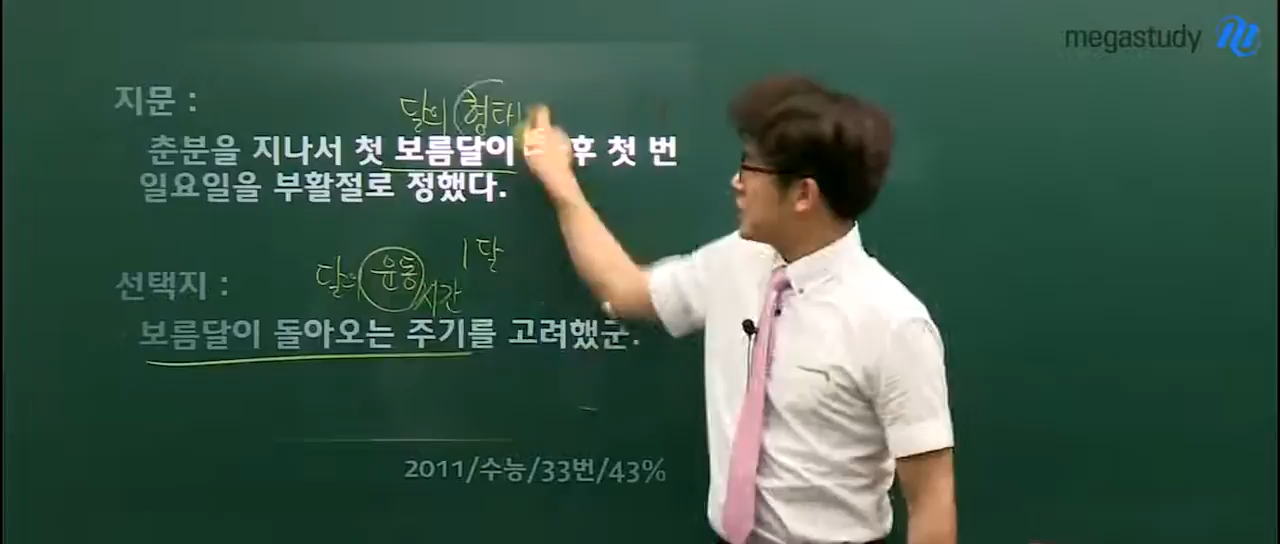 megastudy
지문 :
달의 형태
춘분을 지나서 첫 보름달이 후 첫 번
일요일을 부활절로 정했다.
달의 운동 1달
시간
선택지 :
보름달이 돌아오는 주기를 고려했군.
2011/수능/33번/43%